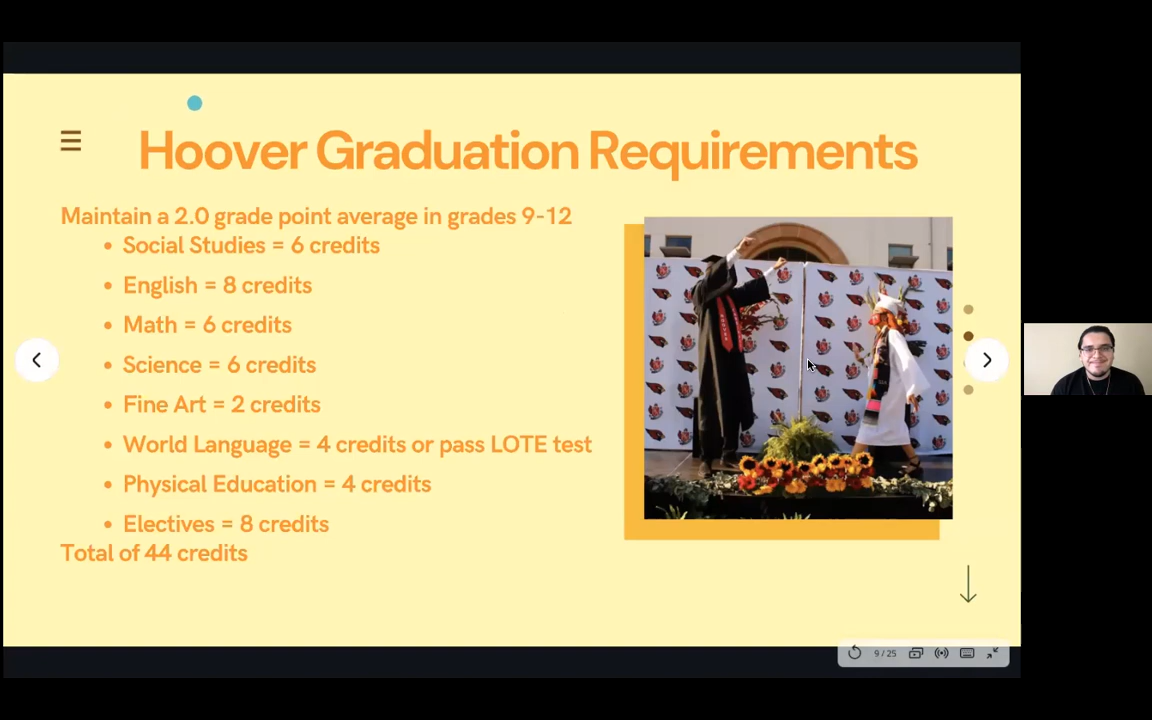 Hoover Graduation Requirements
Maintain a 2.0 grade point average in grades 9-12
• Social Studies = 6 credits
• English = 8 credits
• Math = 6 credits
• Science = 6 credits
• Fine Art = 2 credits
• World Language = 4 credits or pass LOTE test
• Physical Education = 4 credits
• Electives = 8 credits
Total of 44 credits
9 / 25